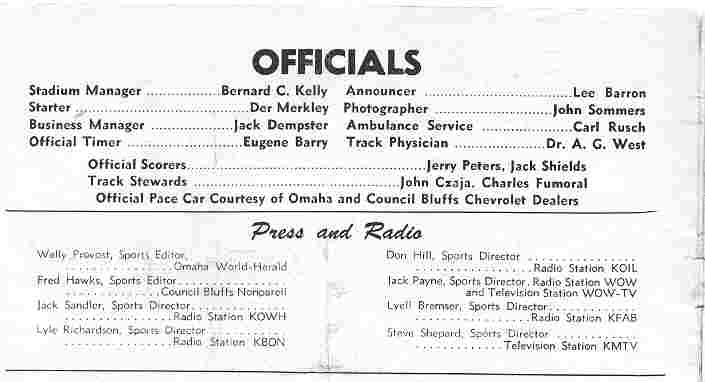 OFFICIALS
Stadium Manager .................. Bernard C. Kelly
Starter .................................... Der Merkley
Business Manager .................... Jack Dempster
Official Timer ......................... Eugene Barry
Announcer .................................... Lee Barron
Photographer ............................ John Sommers
Ambulance Service ...................... Carl Rusch
Track Physician ....................... Dr. A. G. West
Official Scorers................................................Jerry Peters, Jack Shields
Track Stewards .........................................John Czaja, Charles Fumoral
Official Pace Car Courtesy of Omaha and Council Bluffs Chevrolet Dealers
Press and Radio
Wally Provost, Sports Editor,
..................Omaha World-Herald
Fred Hawks, Sports Editor..................
................Council Bluffs Nonpareil
Jack Sandler, Sports Director...............
..................Radio Station KOWH
Lyle Richardson, Sports Director ............
..................Radio Station KBON
Don Hill, Sports Director ..................
...................Radio Station KOIL
Jack Payne, Sports Director, Radio Station WOW
and Television Station WOW-TV
Lyell Bremser, Sports Director..............
...................Radio Station KFAB
Steve Shepard, Sports Director .............
...............Television Station KMTV